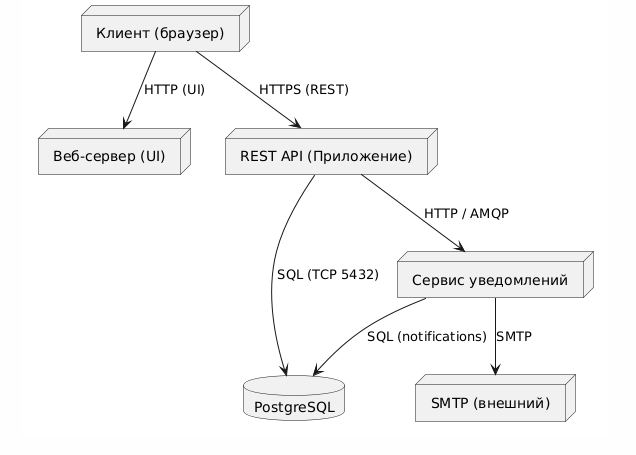 Клиент (браузер)
HTTP (UI)
HTTPS (REST)
Веб-сервер (UI)
REST API (Приложение)
HTTP / AMQP
SQL (TCP 5432)
Сервис уведомлений
SQL (notifications)
SMTP
PostgreSQL
SMTP (внешний)